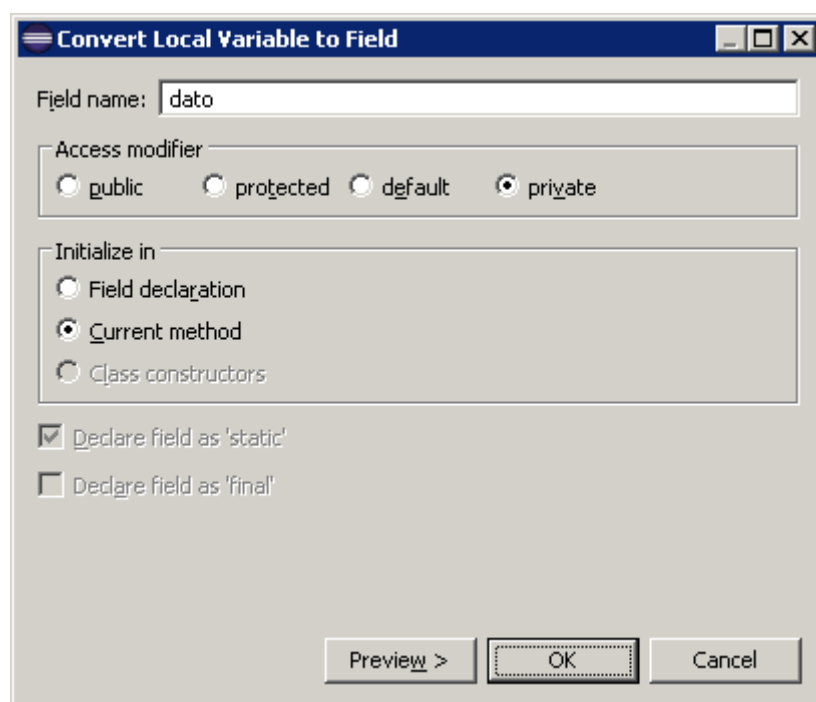 Convert Local Variable to Field
Field name: dato
Access modifier
public protected default private
Initialize in
Field declaration
Current method
Class constructors
Declare field as 'static'
Declare field as 'final'
Preview > OK Cancel